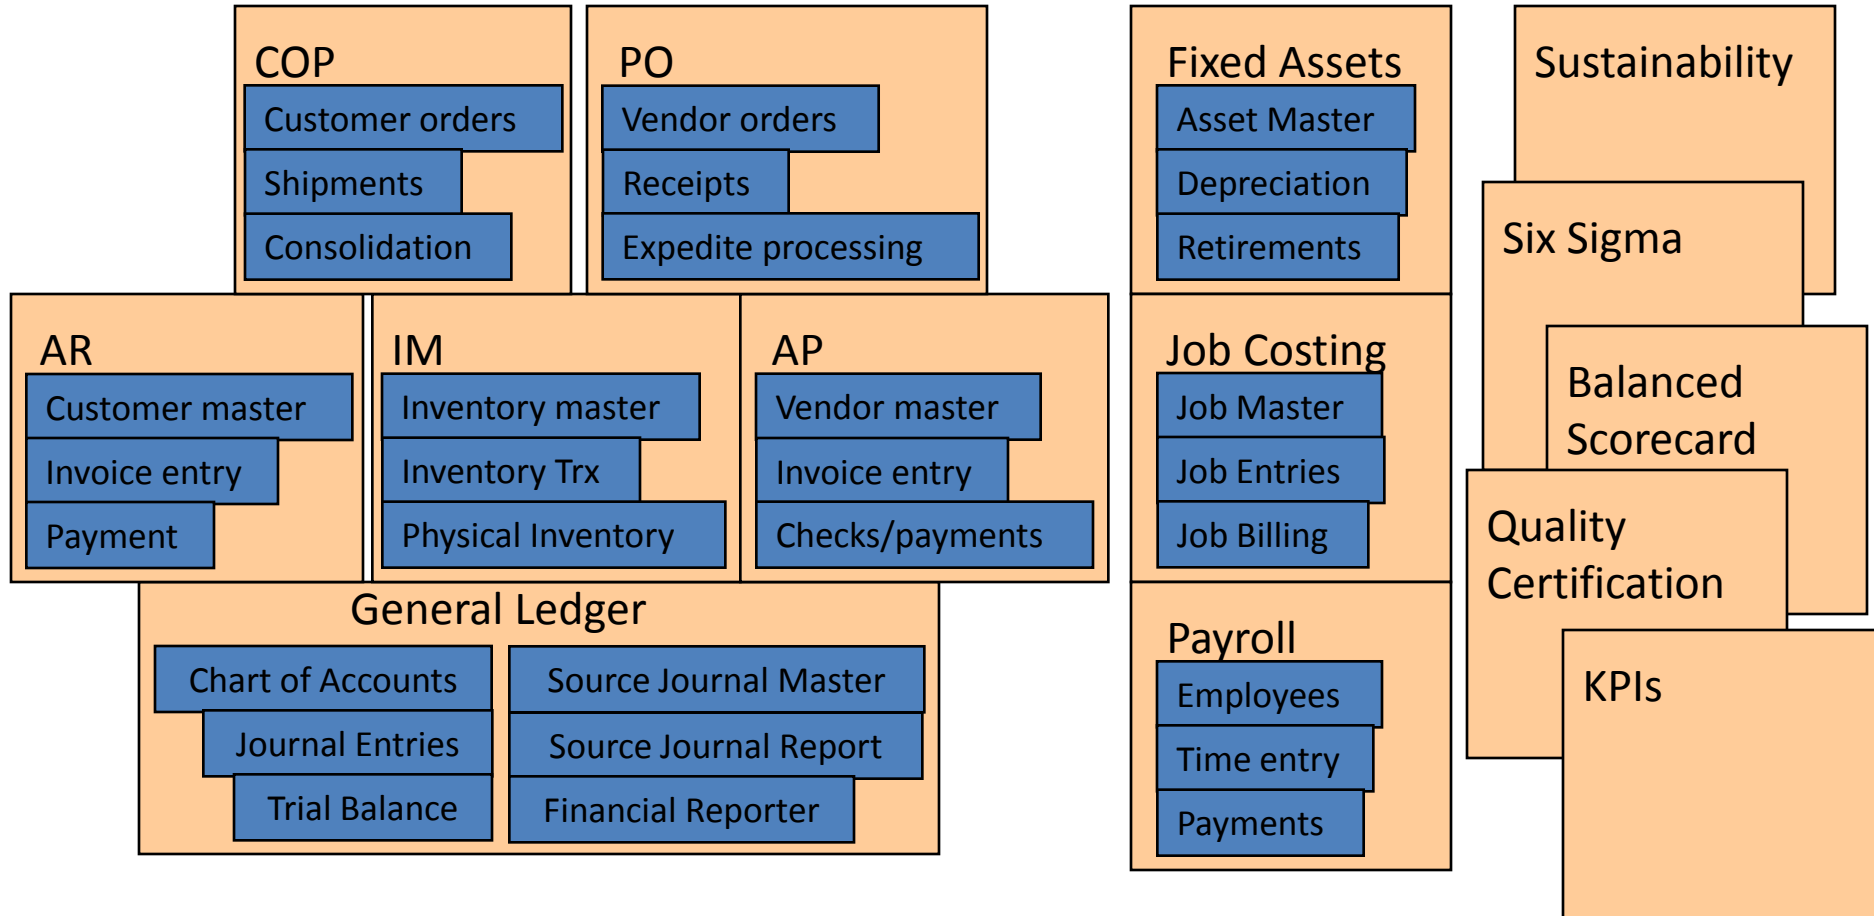 COP
Customer orders
Shipments
Consolidation
PO
Vendor orders
Receipts
Expedite processing
AR
Customer master
Invoice entry
Payment
IM
Inventory master
Inventory Trx
Physical Inventory
AP
Vendor master
Invoice entry
Checks/payments
General Ledger
Chart of Accounts
Journal Entries
Trial Balance
Source Journal Master
Source Journal Report
Financial Reporter
Fixed Assets
Asset Master
Depreciation
Retirements
Job Costing
Job Master
Job Entries
Job Billing
Payroll
Employees
Time entry
Payments
Sustainability
Six Sigma
Balanced
Scorecard
Quality
Certification
KPIs